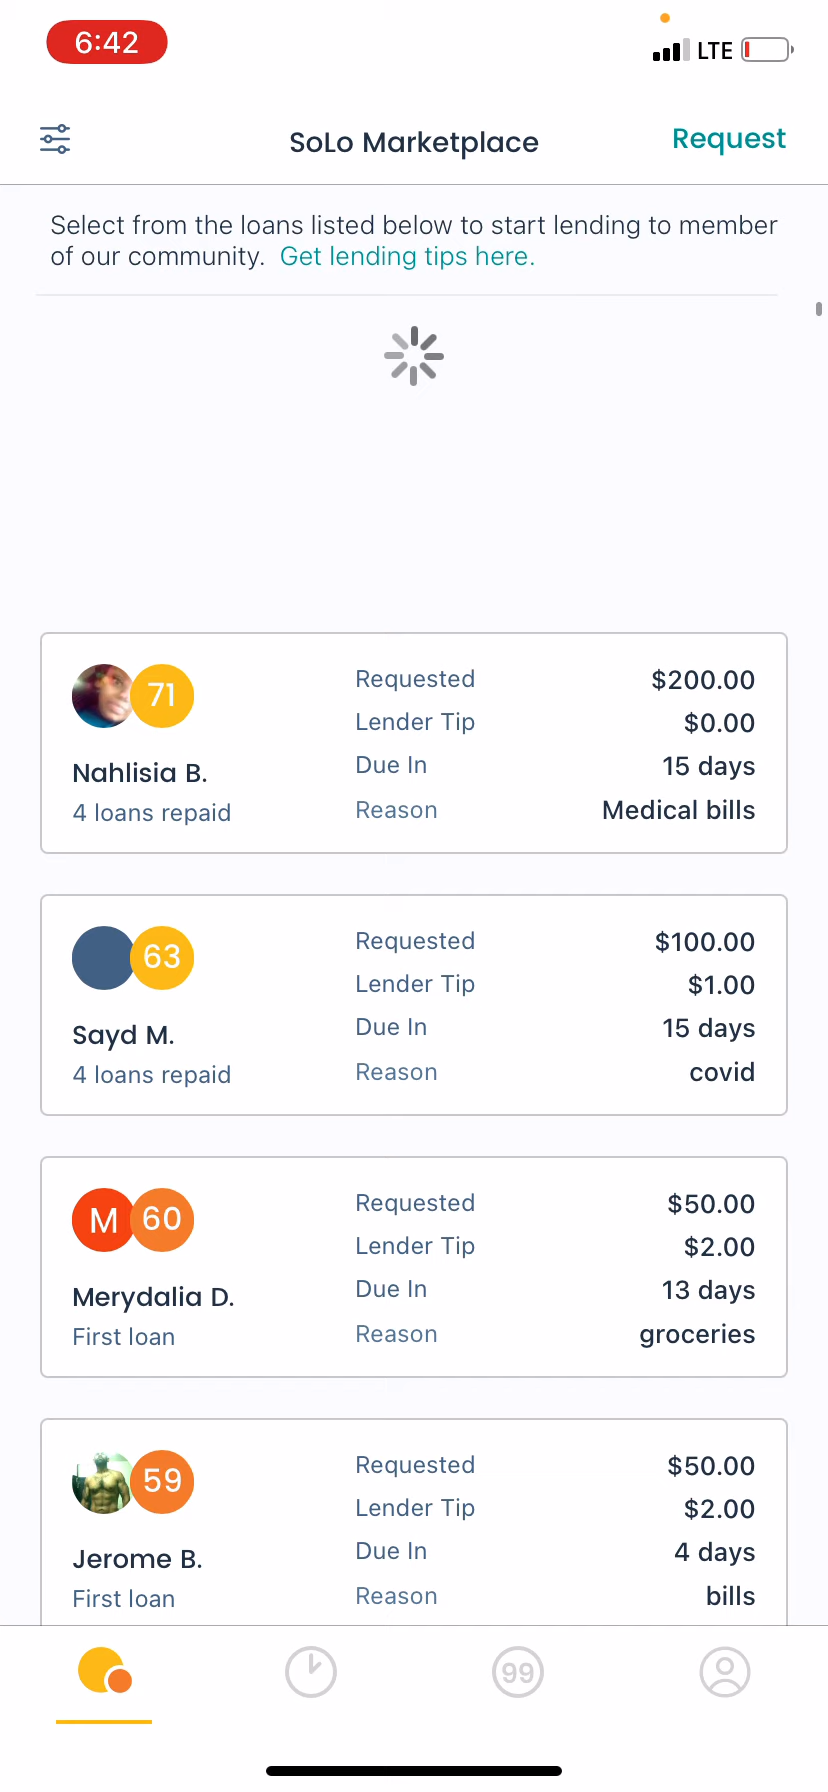 6:42
LTE
SoLo Marketplace
Request
Select from the loans listed below to start lending to member
of our community. Get lending tips here.
71
Nahlisia B.
4 loans repaid
Requested $200.00
Lender Tip $0.00
Due In 15 days
Reason Medical bills
63
Sayd M.
4 loans repaid
Requested $100.00
Lender Tip $1.00
Due In 15 days
Reason covid
M 60
Merydalia D.
First loan
Requested $50.00
Lender Tip $2.00
Due In 13 days
Reason groceries
59
Jerome B.
First loan
Requested $50.00
Lender Tip $2.00
Due In 4 days
Reason bills
99